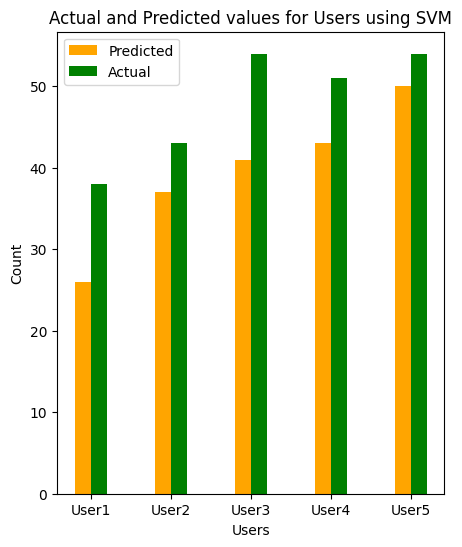 Actual and Predicted values for Users using SVM
Predicted
Actual
50
40
30
20
10
0
Count
User1 User2 User3 User4 User5
Users